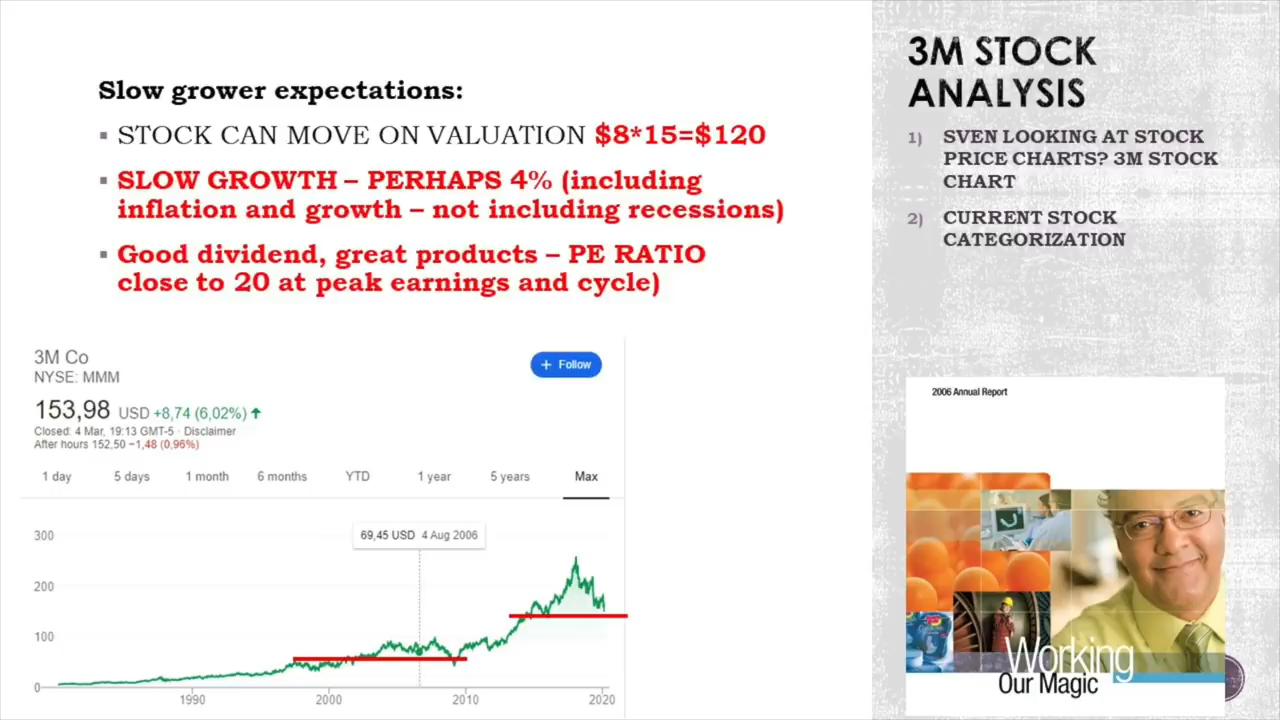 Slow grower expectations:
STOCK CAN MOVE ON VALUATION $8*15=$120
SLOW GROWTH – PERHAPS 4% (including
inflation and growth – not including recessions)
Good dividend, great products – PE RATIO
close to 20 at peak earnings and cycle)
3M Co
NYSE: MMM
+ Follow
153,98 USD +8,74 (6,02%)
Closed: 4 Mar, 19:13 GMT-5 · Disclaimer
After hours 152,50 −1,48 (0,96%)
1 day 5 days 1 month 6 months YTD 1 year 5 years Max
69,45 USD 4 Aug 2006
300
200
100
0
1990 2000 2010 2020
3M STOCK
ANALYSIS
1) SVEN LOOKING AT STOCK
PRICE CHARTS? 3M STOCK
CHART
2) CURRENT STOCK
CATEGORIZATION
2006 Annual Report
Working
Our Magic